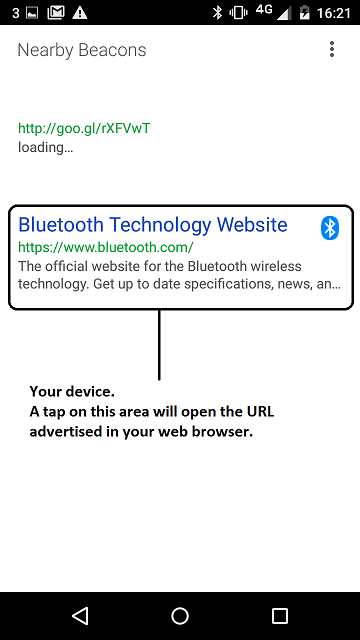 3 4G 16:21
Nearby Beacons
http://goo.gl/rXFVwT
loading...
Bluetooth Technology Website
https://www.bluetooth.com/
The official website for the Bluetooth wireless
technology. Get up to date specifications, news, an...
Your device.
A tap on this area will open the URL
advertised in your web browser.